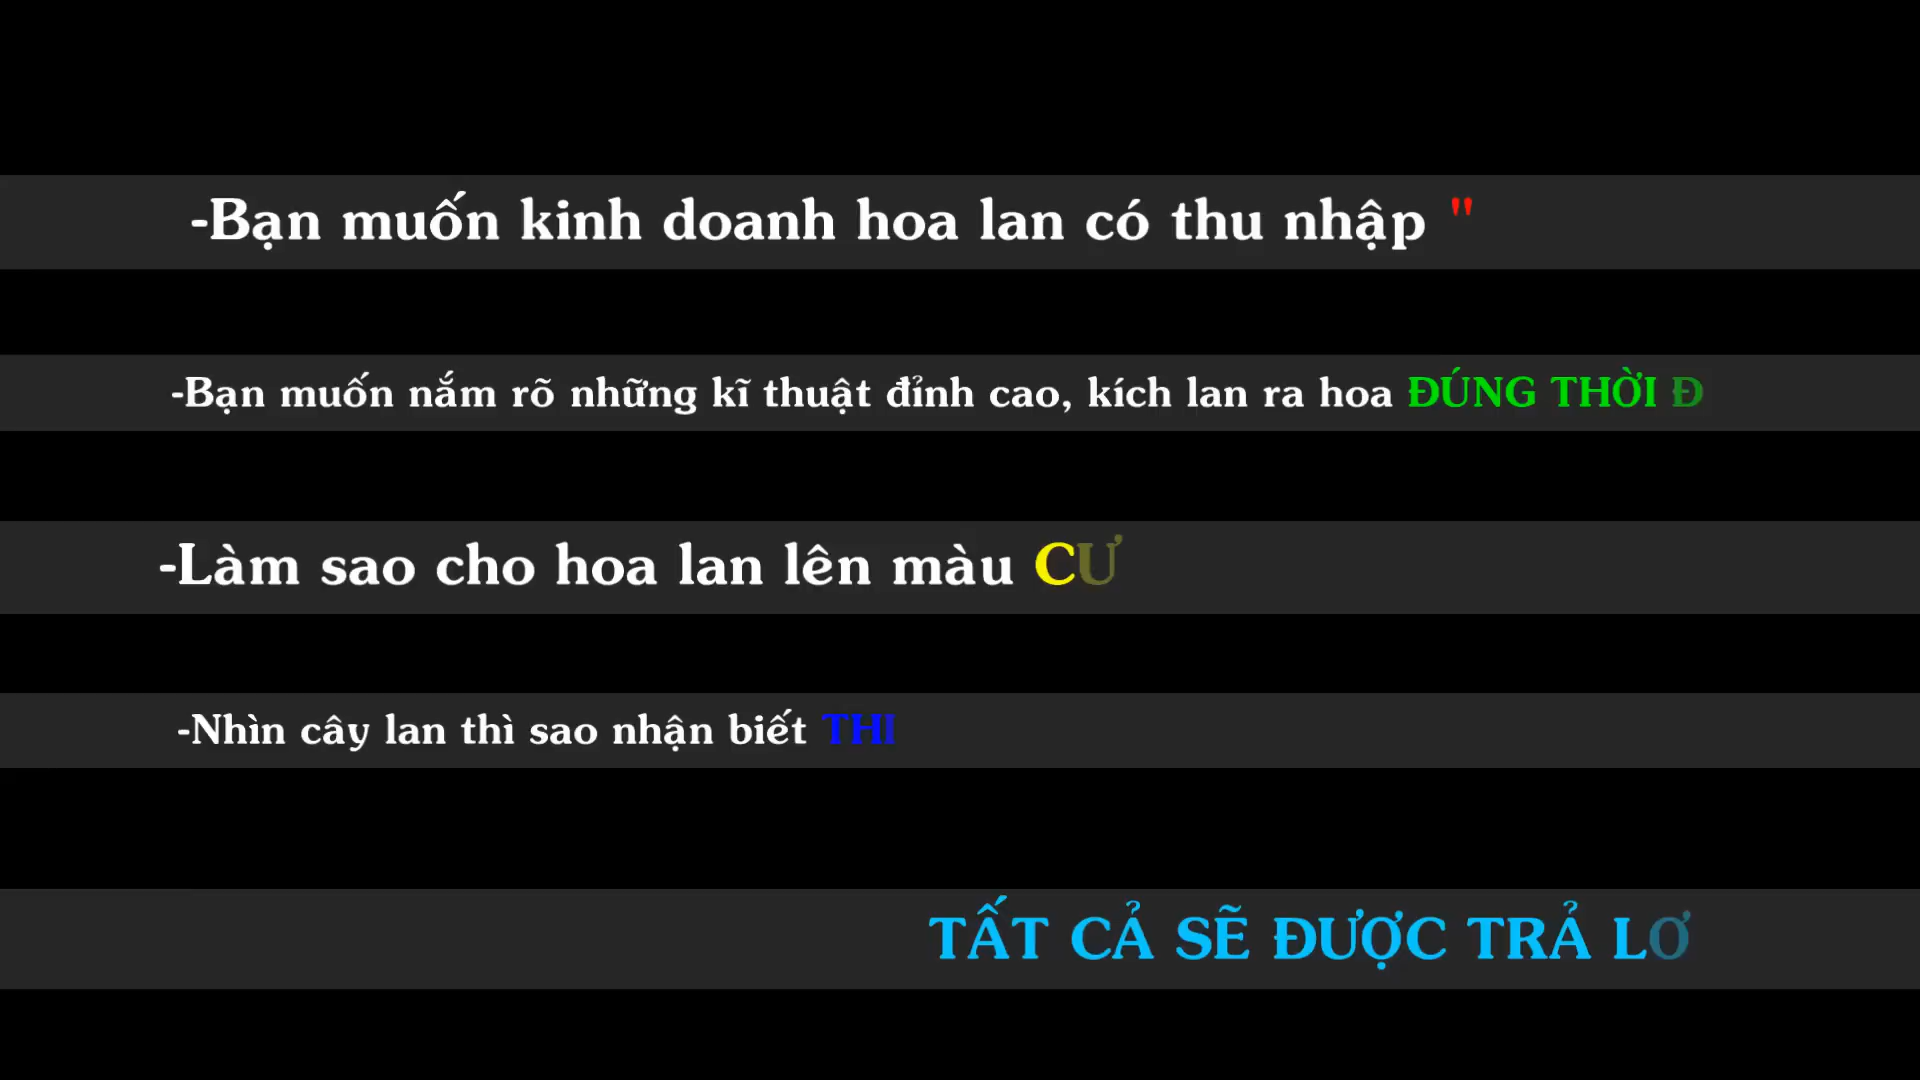 -Bạn muốn kinh doanh hoa lan có thu nhập "
-Bạn muốn nắm rõ những kĩ thuật đỉnh cao, kích lan ra hoa ĐÚNG THỜI Đ
-Làm sao cho hoa lan lên màu CƯ
-Nhìn cây lan thì sao nhận biết THI
TẤT CẢ SẼ ĐƯỢC TRẢ LƠ